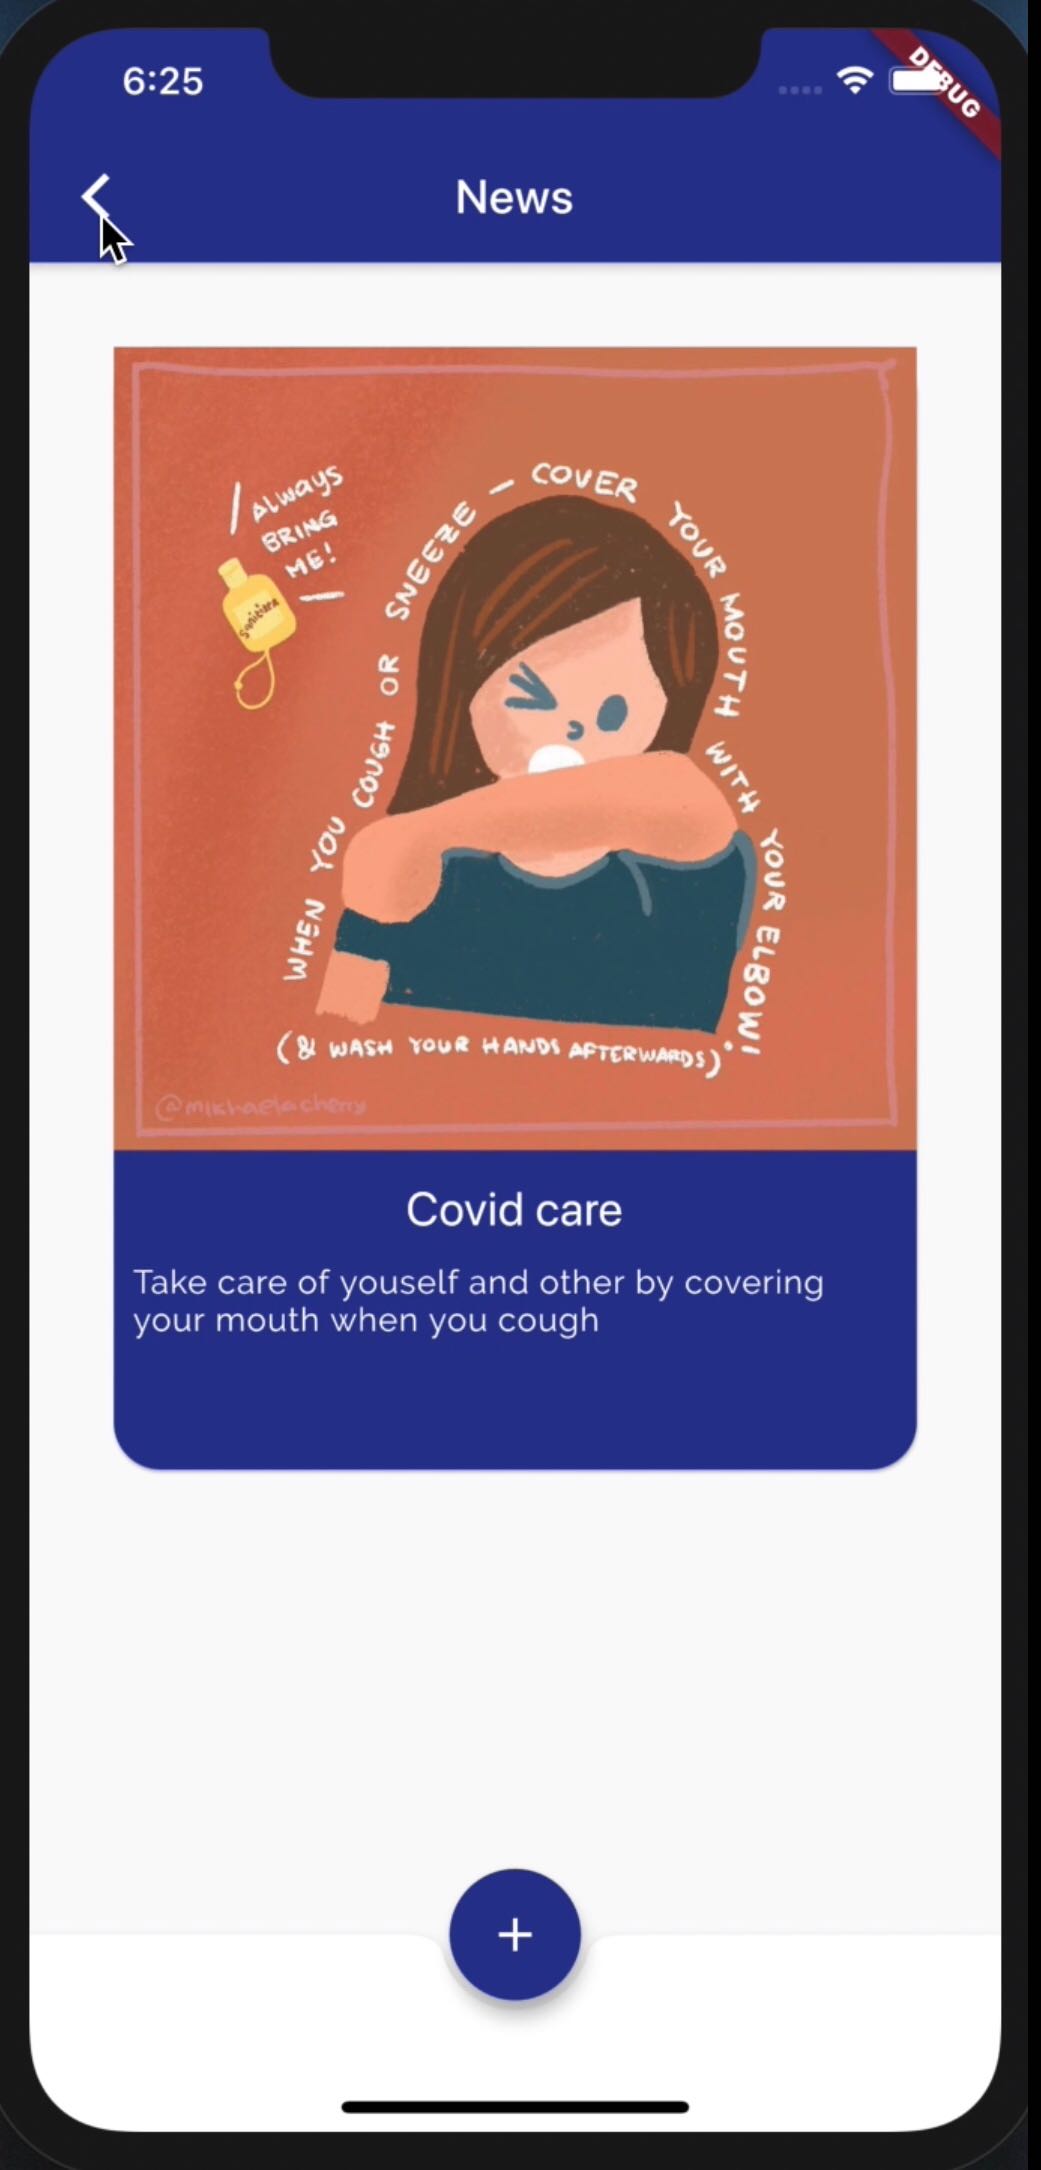 6:25
DEBUG
News
ALWAYS
BRING
ME!
Sanitizer
WHEN YOU COUGH OR SNEEZE — COVER YOUR MOUTH WITH YOUR ELBOW!
(& WASH YOUR HANDS AFTERWARDS).
@mikhaelacherry
Covid care
Take care of youself and other by covering
your mouth when you cough